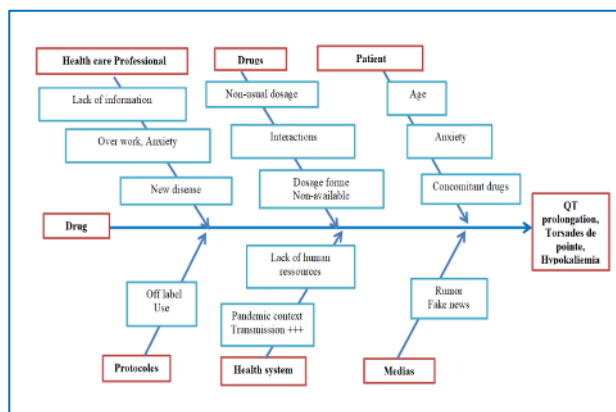 Health care Professional
Drugs
Patient
Lack of information
Non-usual dosage
Age
Over work, Anxiety
Interactions
Anxiety
New disease
Dosage forme
Non-available
Concomitant drugs
Drug
QT
prolongation,
Torsades de
pointe,
Hypokaliemia
Off label
Use
Lack of human
ressources
Rumor
Fake news
Pandemic context
Transmission +++
Protocoles
Health system
Medias